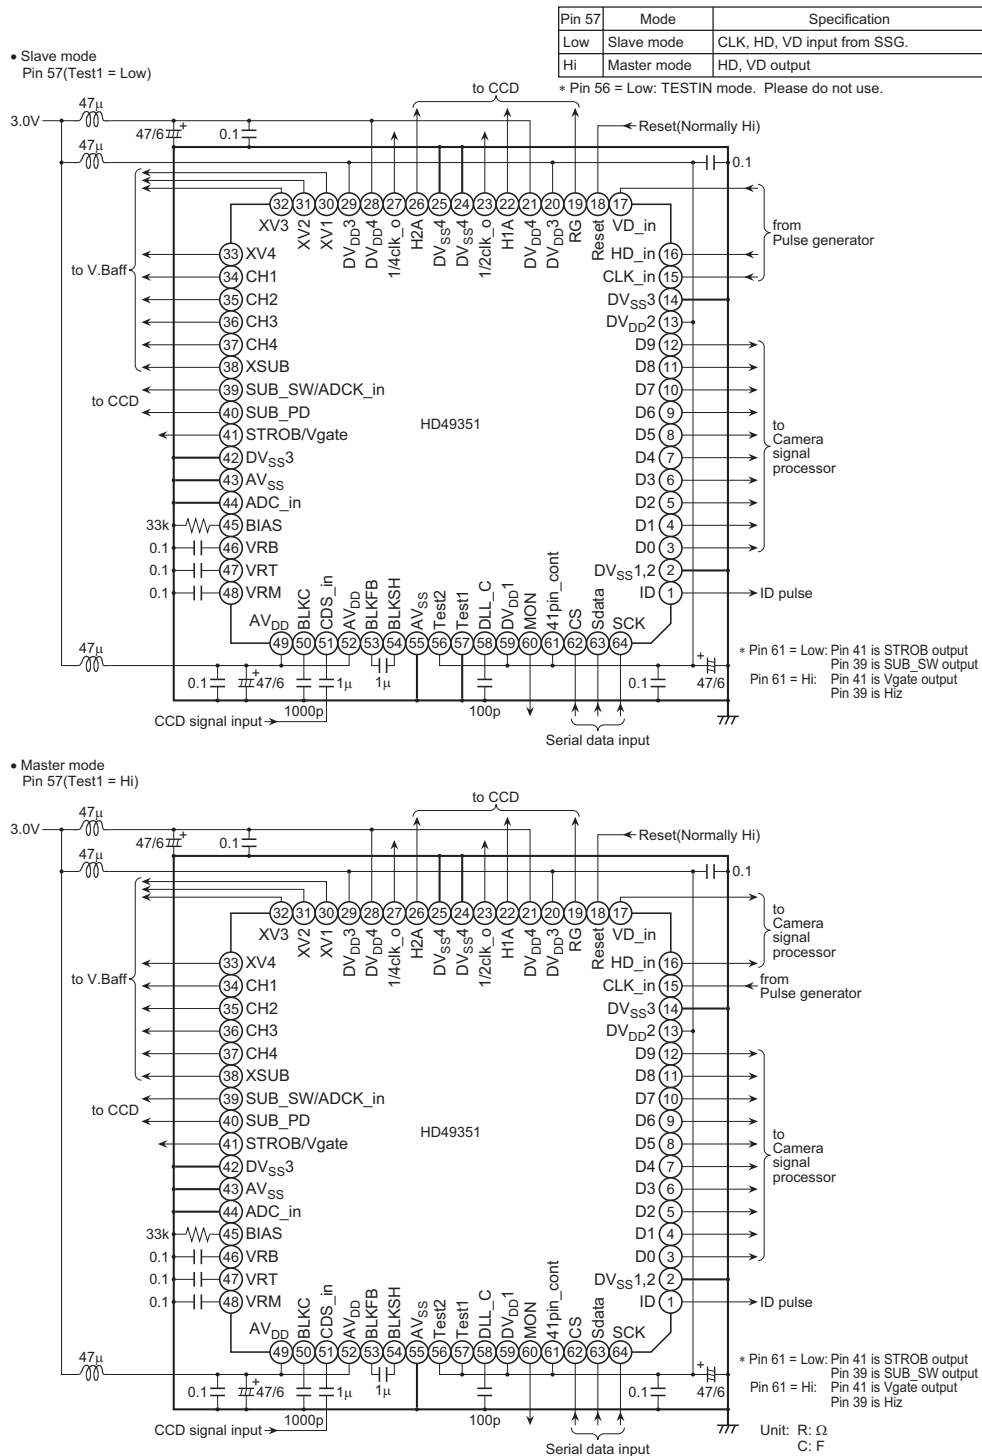 Pin 57 Mode Specification
Low Slave mode CLK, HD, VD input from SSG.
Hi Master mode HD, VD output
* Pin 56 = Low: TESTIN mode. Please do not use.
• Slave mode
Pin 57(Test1 = Low)
to CCD
47μ
3.0V
47/6
+
0.1
Reset(Normally Hi)
47μ
0.1
32 31 30 29 28 27 26 25 24 23 22 21 20 19 18 17
XV3 XV2 XV1 DVDD3 DVDD4 1/4clk_o H2A DVSS4 DVSS4 1/2clk_o H1A DVDD4 DVDD3 RG Reset VD_in
from
Pulse generator
to V.Baff
33 XV4
34 CH1
35 CH2
36 CH3
37 CH4
38 XSUB
39 SUB_SW/ADCK_in
to CCD
40 SUB_PD
41 STROB/Vgate
42 DVSS3
43 AVSS
44 ADC_in
33k 45 BIAS
0.1 46 VRB
0.1 47 VRT
0.1 48 VRM
HD49351
HD_in 16
CLK_in 15
DVSS3 14
DVDD2 13
D9 12
D8 11
D7 10
D6 9
D5 8
D4 7
D3 6
D2 5
D1 4
D0 3
DVSS1,2 2
ID 1
to
Camera
signal
processor
ID pulse
AVDD BLKC CDS_in AVDD BLKFB BLKSH AVSS Test2 Test1 DLL_C DVDD1 MON 41pin_cont CS Sdata SCK
49 50 51 52 53 54 55 56 57 58 59 60 61 62 63 64
47μ
0.1
+
47/6
1μ
1μ
1000p
100p
0.1
+
47/6
CCD signal input
Serial data input
* Pin 61 = Low: Pin 41 is STROB output
Pin 39 is SUB_SW output
Pin 61 = Hi: Pin 41 is Vgate output
Pin 39 is Hiz
• Master mode
Pin 57(Test1 = Hi)
to CCD
47μ
3.0V
47/6
+
0.1
Reset(Normally Hi)
47μ
0.1
32 31 30 29 28 27 26 25 24 23 22 21 20 19 18 17
XV3 XV2 XV1 DVDD3 DVDD4 1/4clk_o H2A DVSS4 DVSS4 1/2clk_o H1A DVDD4 DVDD3 RG Reset VD_in
to
Camera
signal
processor
to V.Baff
33 XV4
34 CH1
35 CH2
36 CH3
37 CH4
38 XSUB
39 SUB_SW/ADCK_in
to CCD
40 SUB_PD
41 STROB/Vgate
42 DVSS3
43 AVSS
44 ADC_in
33k 45 BIAS
0.1 46 VRB
0.1 47 VRT
0.1 48 VRM
HD49351
HD_in 16
CLK_in 15
from
Pulse generator
DVSS3 14
DVDD2 13
D9 12
D8 11
D7 10
D6 9
D5 8
D4 7
D3 6
D2 5
D1 4
D0 3
DVSS1,2 2
ID 1
to
Camera
signal
processor
ID pulse
AVDD BLKC CDS_in AVDD BLKFB BLKSH AVSS Test2 Test1 DLL_C DVDD1 MON 41pin_cont CS Sdata SCK
49 50 51 52 53 54 55 56 57 58 59 60 61 62 63 64
47μ
0.1
+
47/6
1μ
1μ
1000p
100p
0.1
+
47/6
CCD signal input
Serial data input
* Pin 61 = Low: Pin 41 is STROB output
Pin 39 is SUB_SW output
Pin 61 = Hi: Pin 41 is Vgate output
Pin 39 is Hiz
Unit: R: Ω
C: F